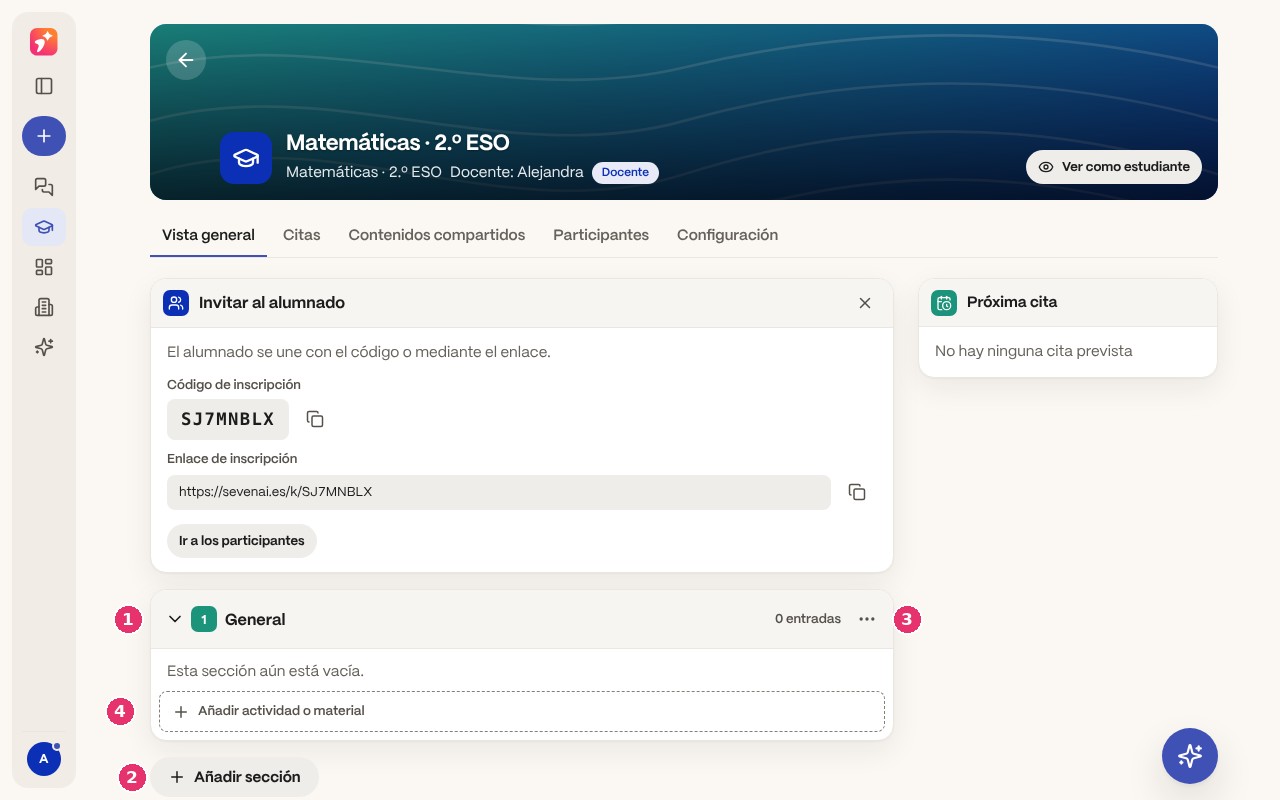 Matemáticas · 2.º ESO
Matemáticas · 2.º ESO Docente: Alejandra Docente
Ver como estudiante
Vista general Citas Contenidos compartidos Participantes Configuración
Invitar al alumnado
El alumnado se une con el código o mediante el enlace.
Código de inscripción
SJ7MNBLX
Enlace de inscripción
https://sevenai.es/k/SJ7MNBLX
Ir a los participantes
Próxima cita
No hay ninguna cita prevista
1 1 General 0 entradas 3
Esta sección aún está vacía.
4 Añadir actividad o material
2 Añadir sección
A